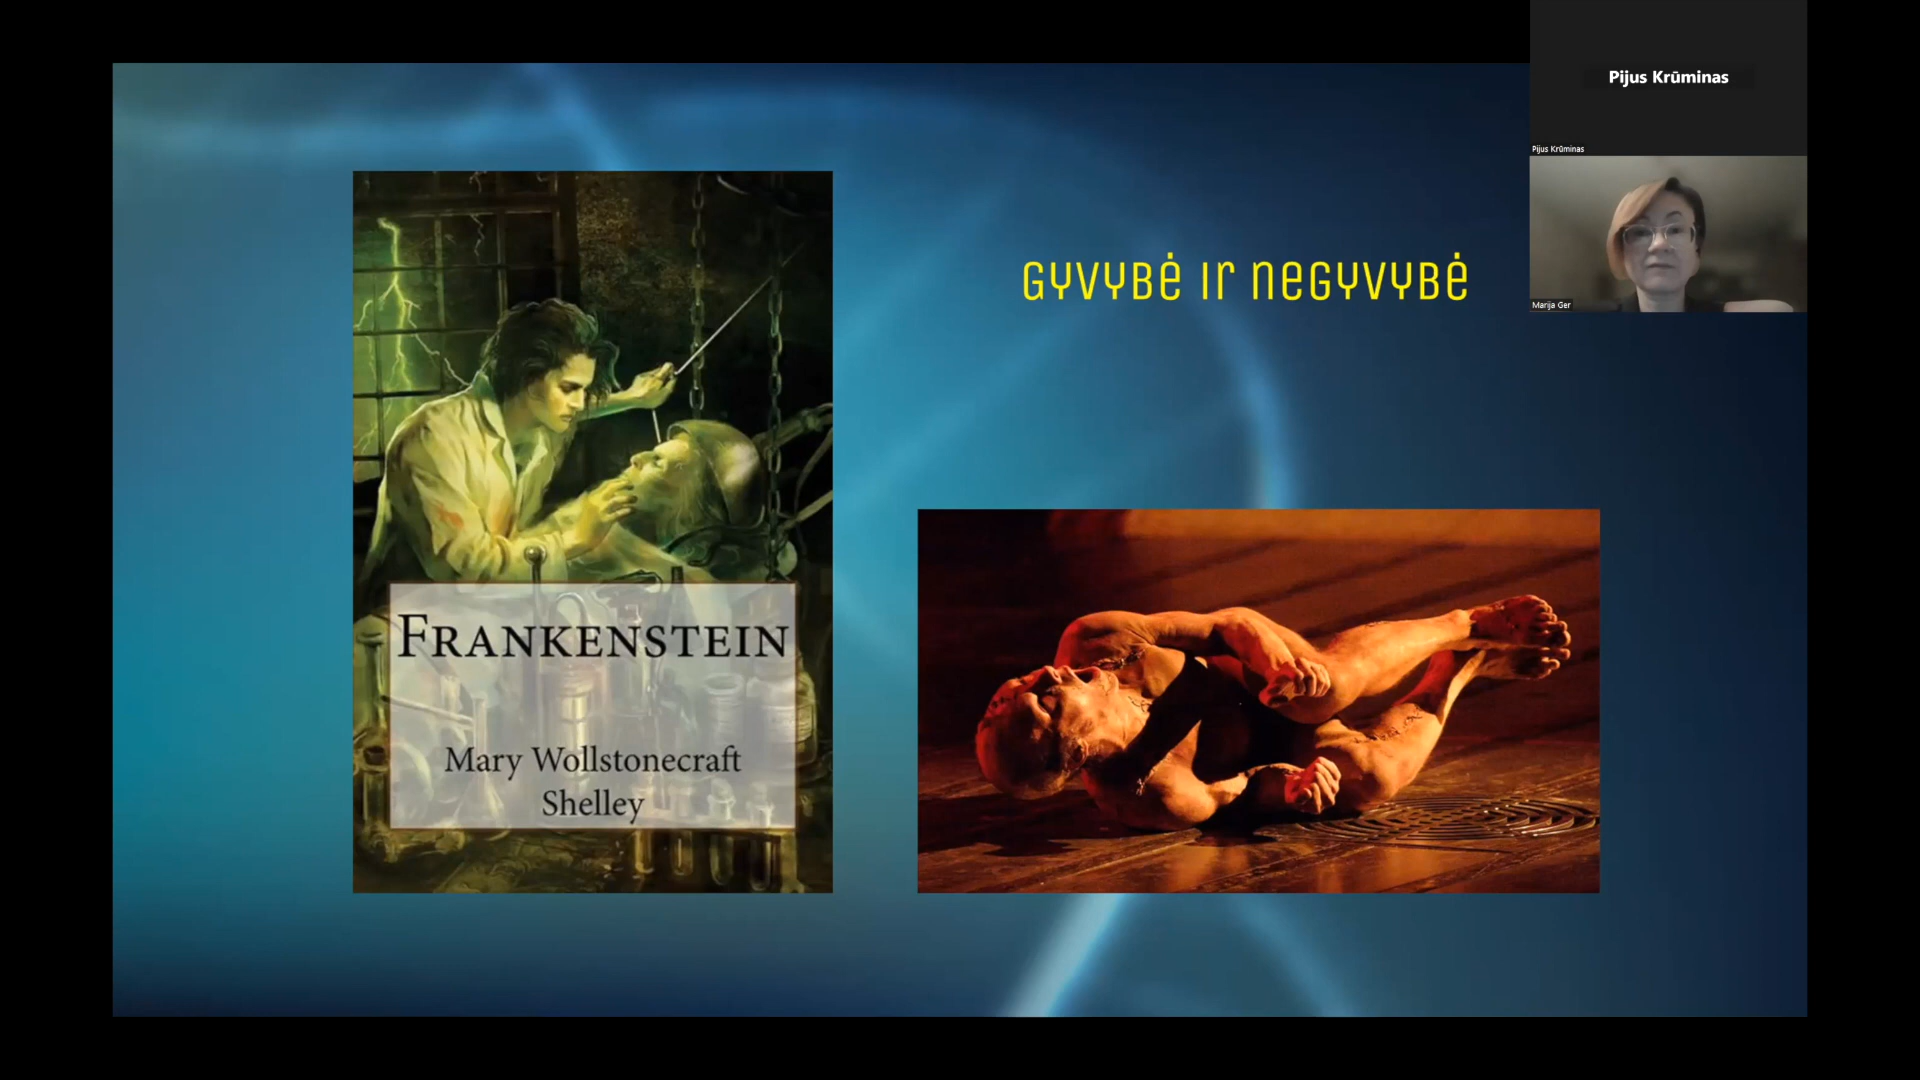 Pijus Krūminas
Pijus Krūminas
Marija Ger
GYVYBĖ Ir neGYVYBĖ
FRANKENSTEIN
Mary Wollstonecraft
Shelley